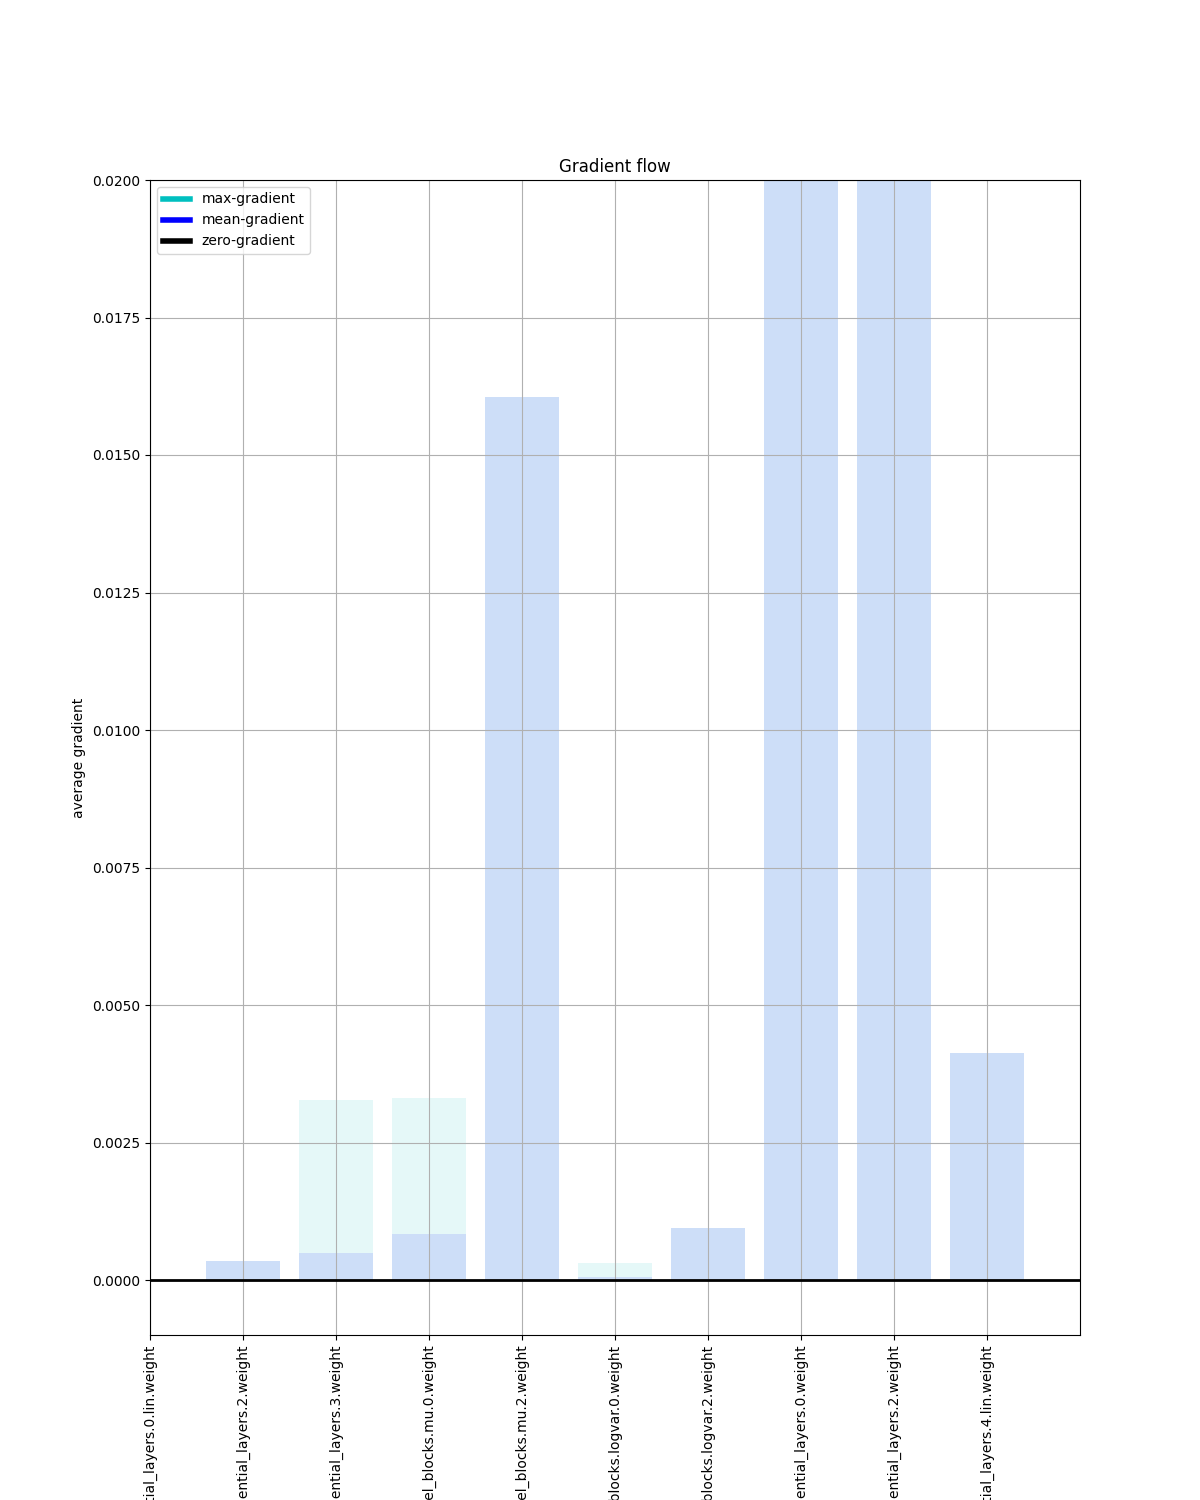 Gradient flow
max-gradient
mean-gradient
zero-gradient
0.0200
0.0175
0.0150
0.0125
0.0100
0.0075
0.0050
0.0025
0.0000
average gradient
tial_layers.0.lin.weight
ential_layers.2.weight
ential_layers.3.weight
el_blocks.mu.0.weight
el_blocks.mu.2.weight
blocks.logvar.0.weight
blocks.logvar.2.weight
ential_layers.0.weight
ential_layers.2.weight
tial_layers.4.lin.weight